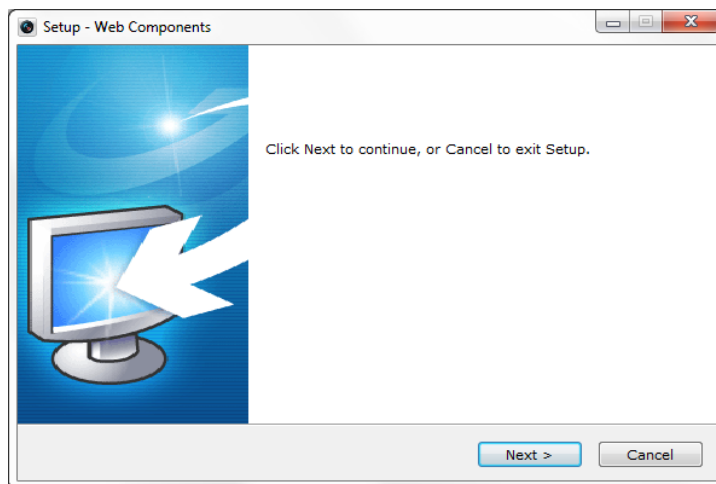 Setup - Web Components
Click Next to continue, or Cancel to exit Setup.
Next >
Cancel